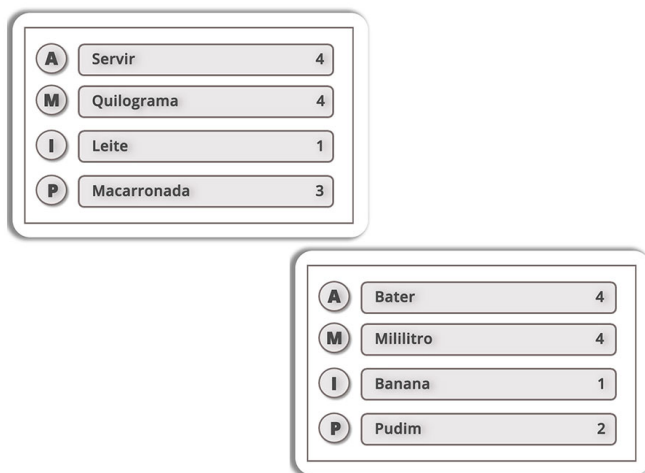 A Servir 4
M Quilograma 4
I Leite 1
P Macarronada 3
A Bater 4
M Mililitro 4
I Banana 1
P Pudim 2